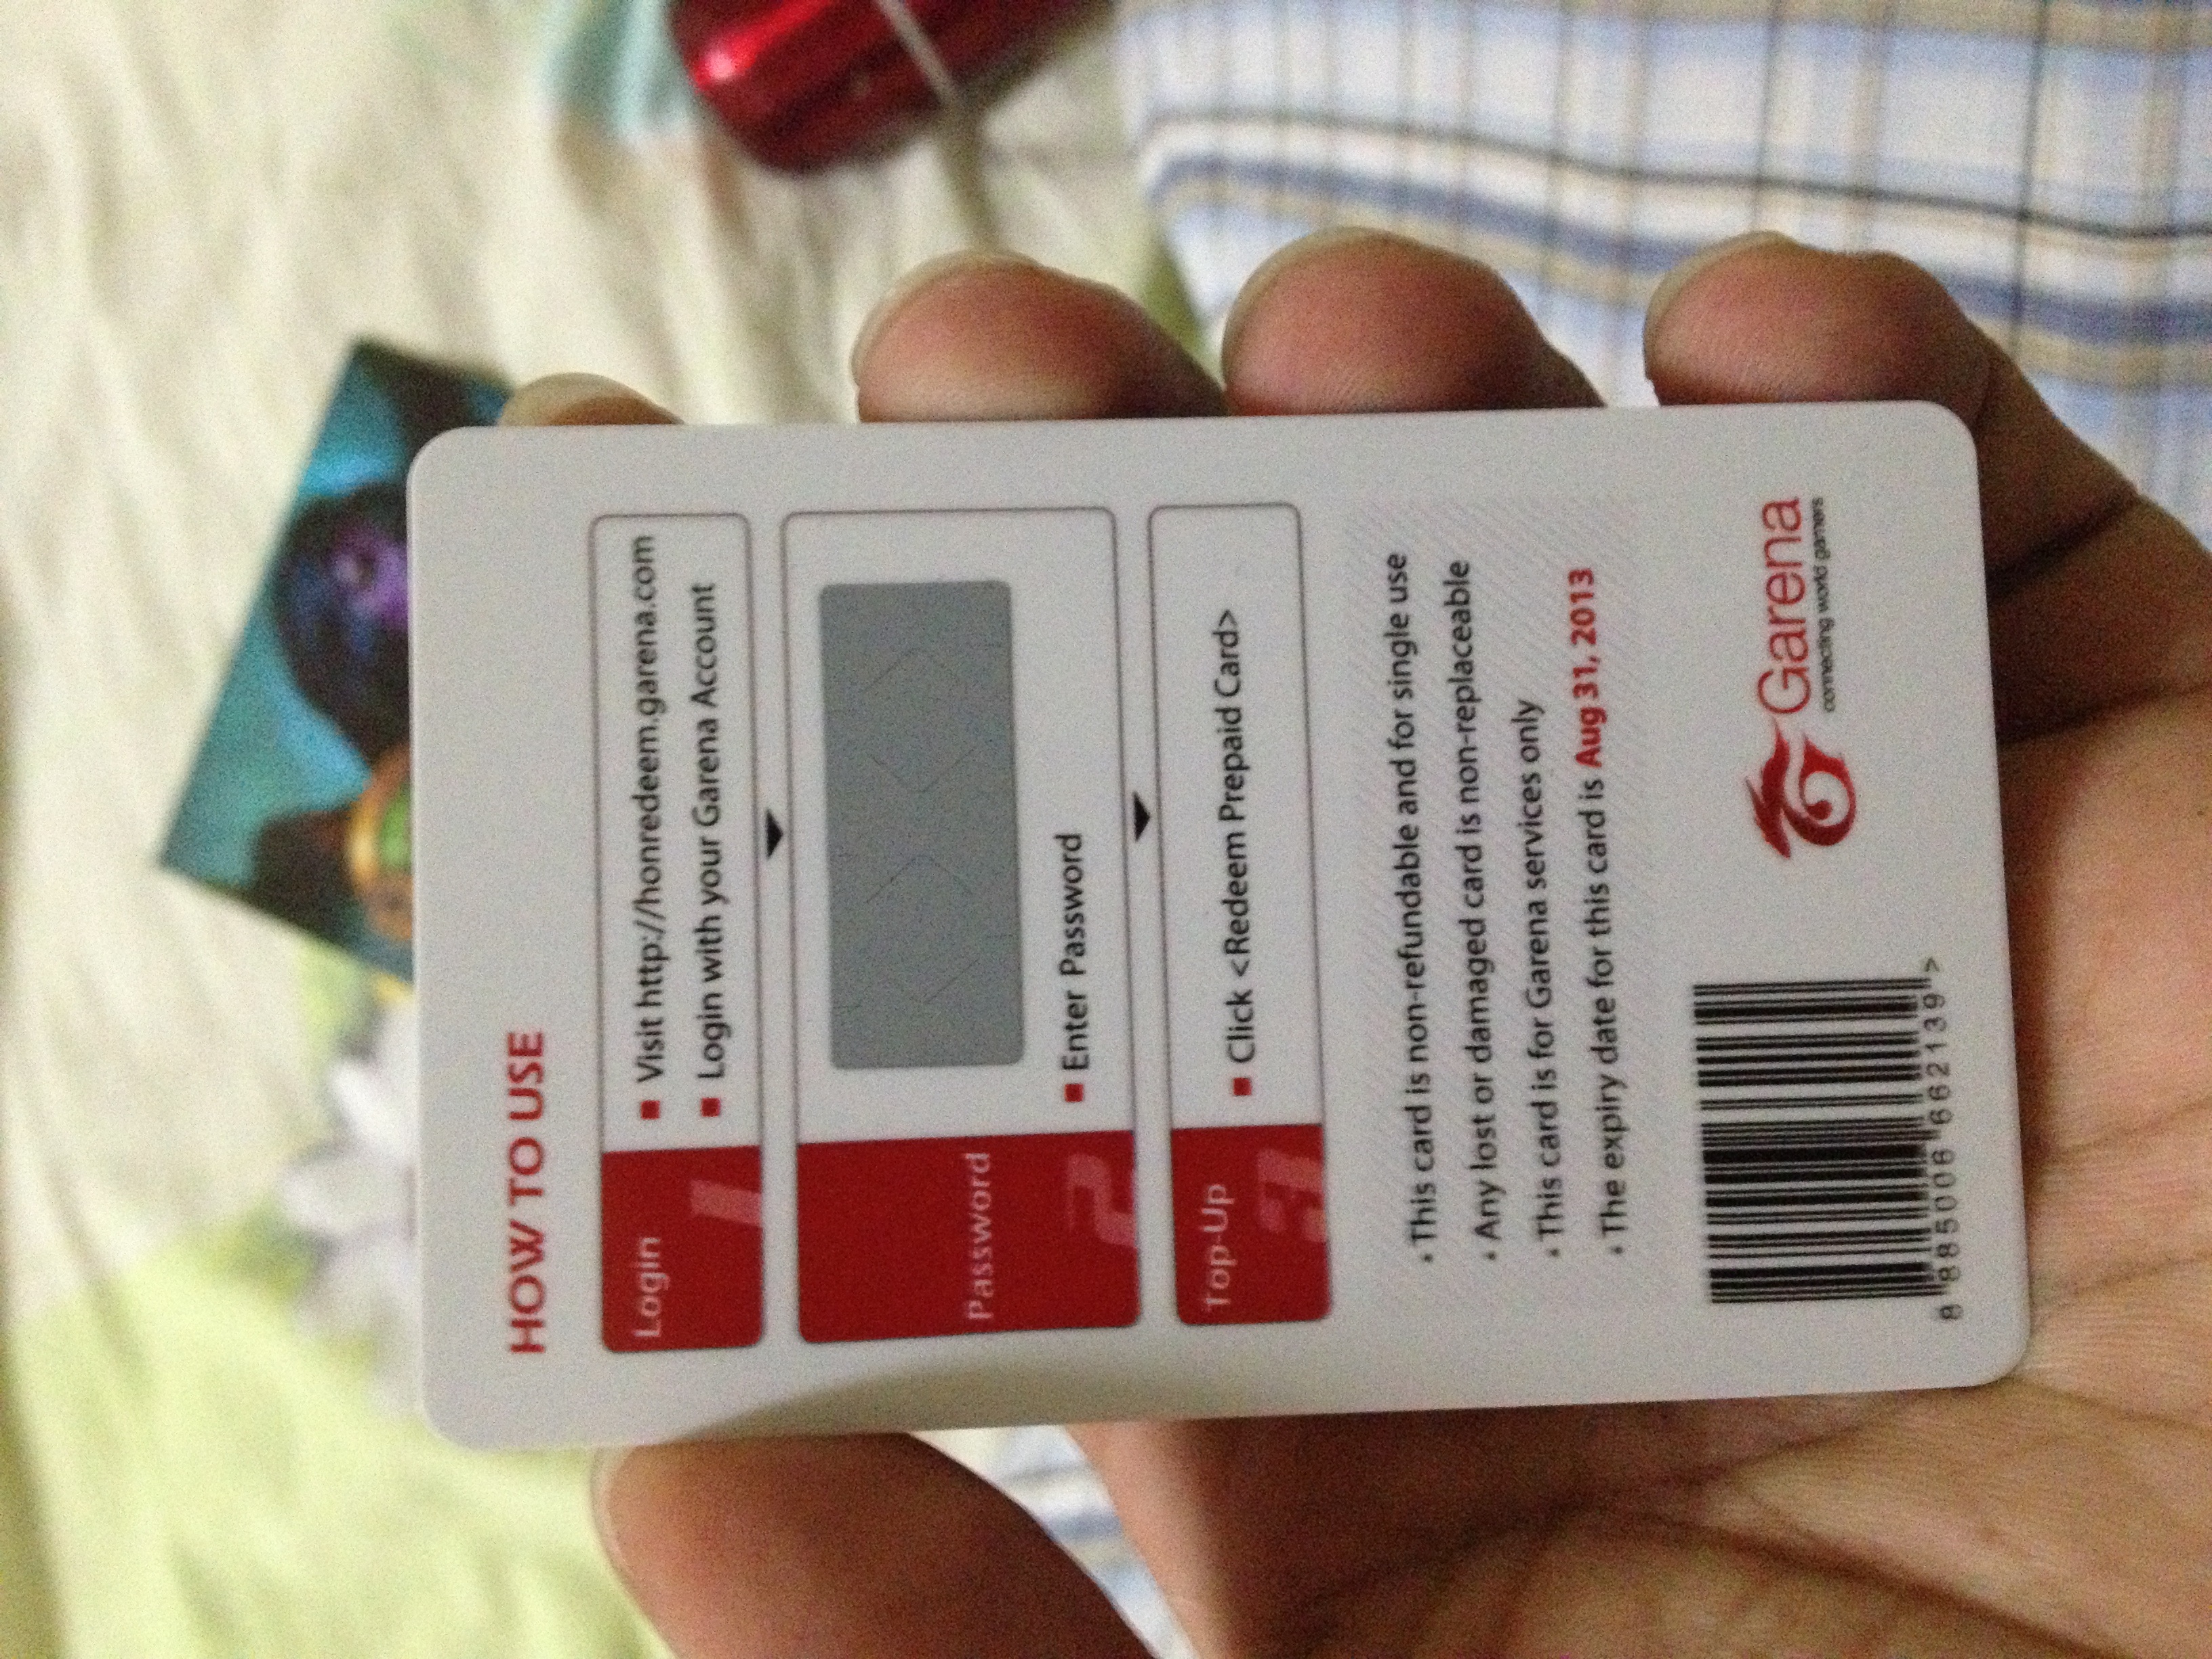 HOW TO USE
Login
1
Visit http://honredeem.garena.com
Login with your Garena Account
Password
2
Enter Password
Top-Up
3
Click <Redeem Prepaid Card>
• This card is non-refundable and for single use
• Any lost or damaged card is non-replaceable
• This card is for Garena services only
• The expiry date for this card is Aug 31, 2013
8 885006 662139 >
Garena
connecting world gamers